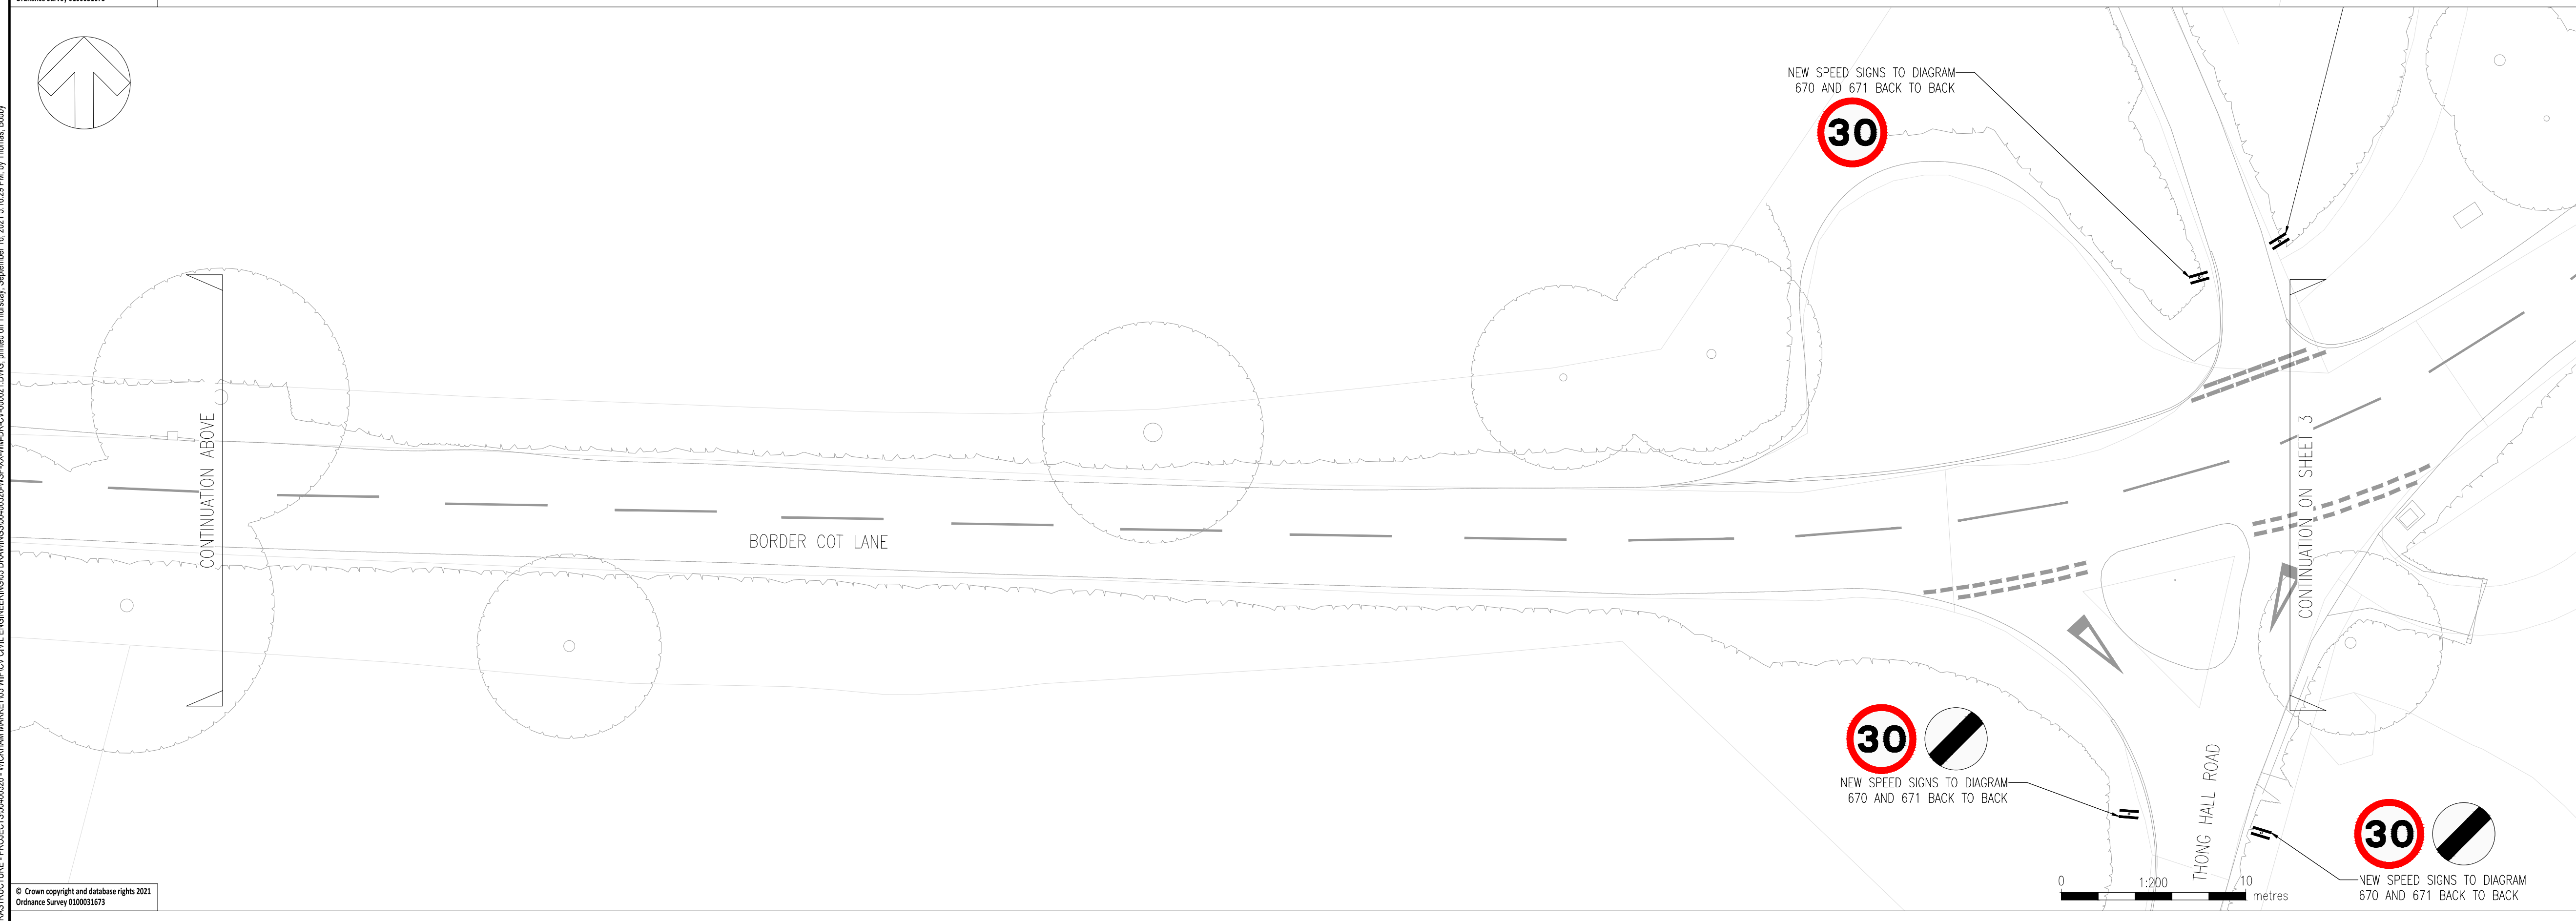 Ordnance Survey 0100031673
NEW SPEED SIGNS TO DIAGRAM
670 AND 671 BACK TO BACK
30
CONTINUATION ABOVE
BORDER COT LANE
CONTINUATION ON SHEET 3
30
NEW SPEED SIGNS TO DIAGRAM
670 AND 671 BACK TO BACK
THONG HALL ROAD
30
NEW SPEED SIGNS TO DIAGRAM
670 AND 671 BACK TO BACK
0 1:200 10
metres
© Crown copyright and database rights 2021
Ordnance Survey 0100031673